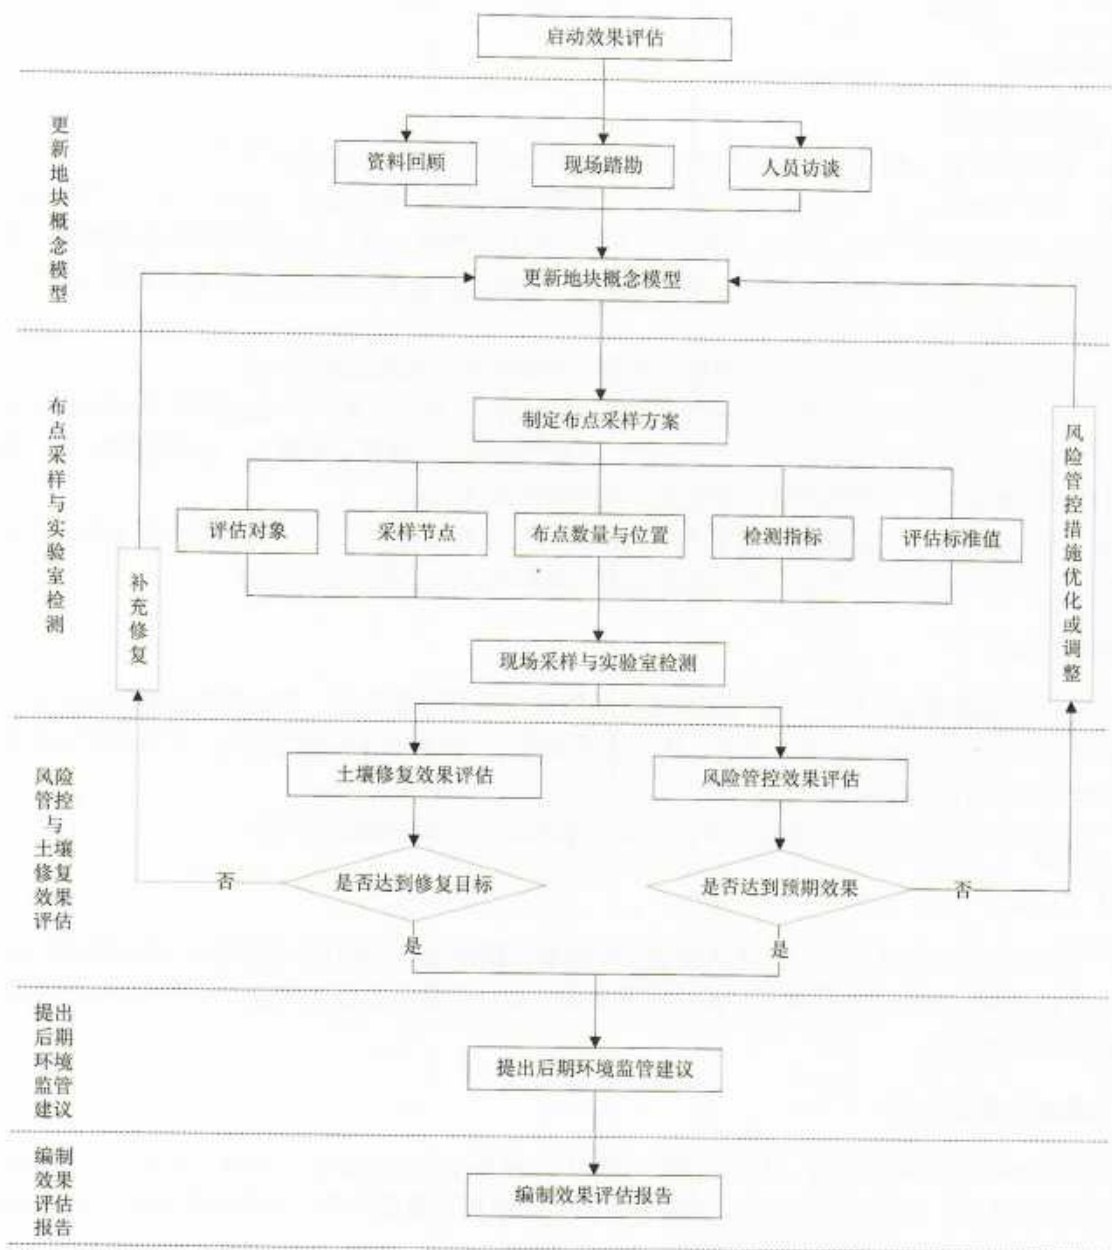 启动效果评估
更新地块概念模型
资料回顾
现场踏勘
人员访谈
更新地块概念模型
布点采样与实验室检测
制定布点采样方案
评估对象
采样节点
布点数量与位置
检测指标
评估标准值
补充修复
风险管控措施优化或调整
现场采样与实验室检测
风险
管控
与
土壤
修复
效果
评估
土壤修复效果评估
风险管控效果评估
否
是否达到修复目标
是否达到预期效果
否
是
是
提出
后期
环境
监管
建议
提出后期环境监管建议
编制
效果
评估
报告
编制效果评估报告